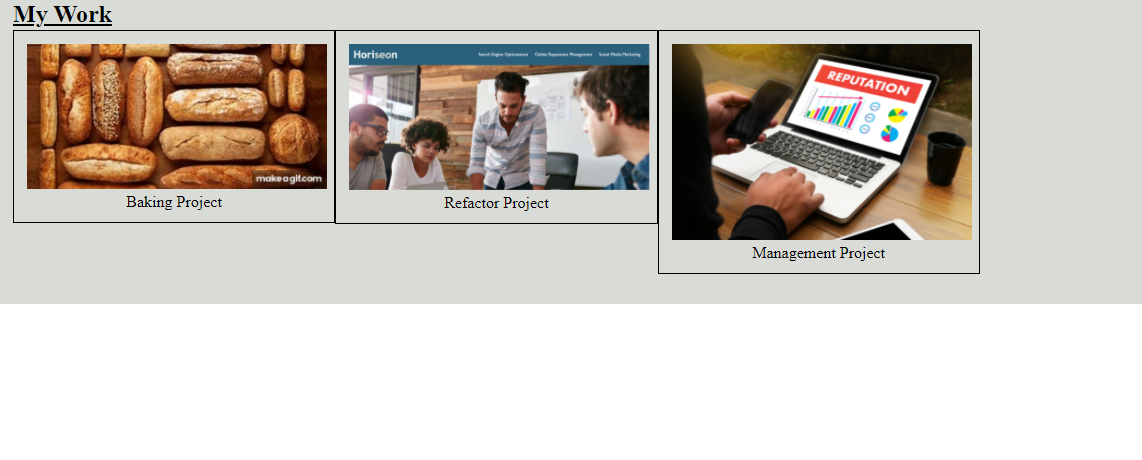 My Work
makeagif.com
Baking Project
Horiseon
Search Engine Optimization Online Reputation Management Social Media Marketing
Refactor Project
REPUTATION
Management Project